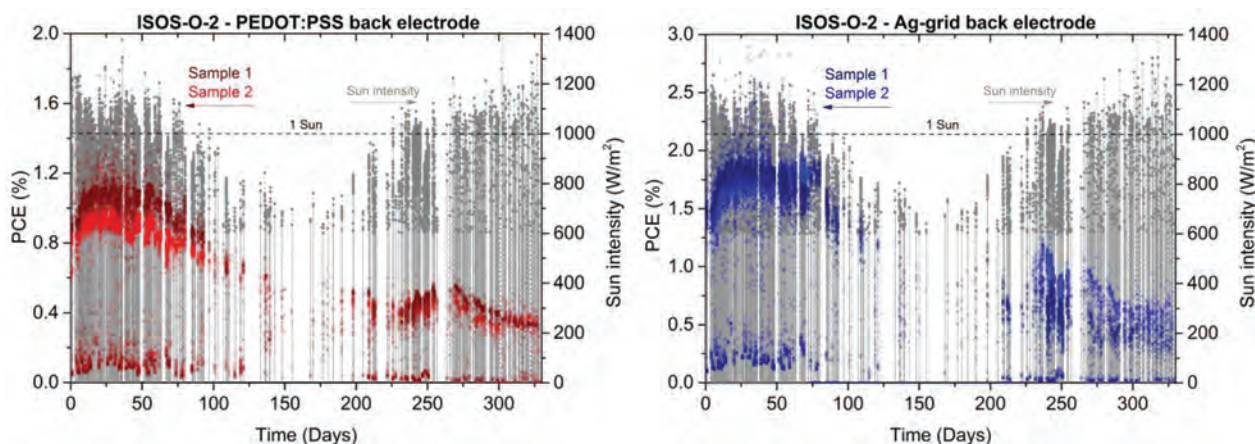 ISOS-O-2 - PEDOT:PSS back electrode
2.0
1.6
1.2
0.8
0.4
0.0
PCE (%)
1400
1200
1000
800
600
400
200
0
Sun intensity (W/m²)
Sample 1
Sample 2
Sun intensity
1 Sun
0 50 100 150 200 250 300
Time (Days)
ISOS-O-2 - Ag-grid back electrode
3.0
2.5
2.0
1.5
1.0
0.5
0.0
PCE (%)
1400
1200
1000
800
600
400
200
0
Sun intensity (W/m²)
Sample 1
Sample 2
Sun intensity
1 Sun
0 50 100 150 200 250 300
Time (Days)